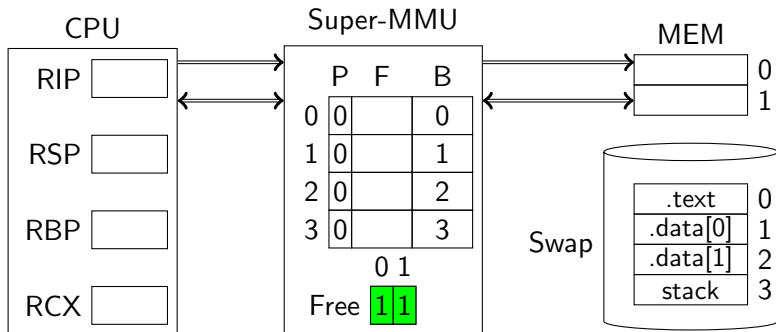 CPU
RIP
RSP
RBP
RCX
Super-MMU
P F B
0 0 0
1 0 1
2 0 2
3 0 3
0 1
Free 1 1
MEM
0
1
Swap
.text 0
.data[0] 1
.data[1] 2
stack 3